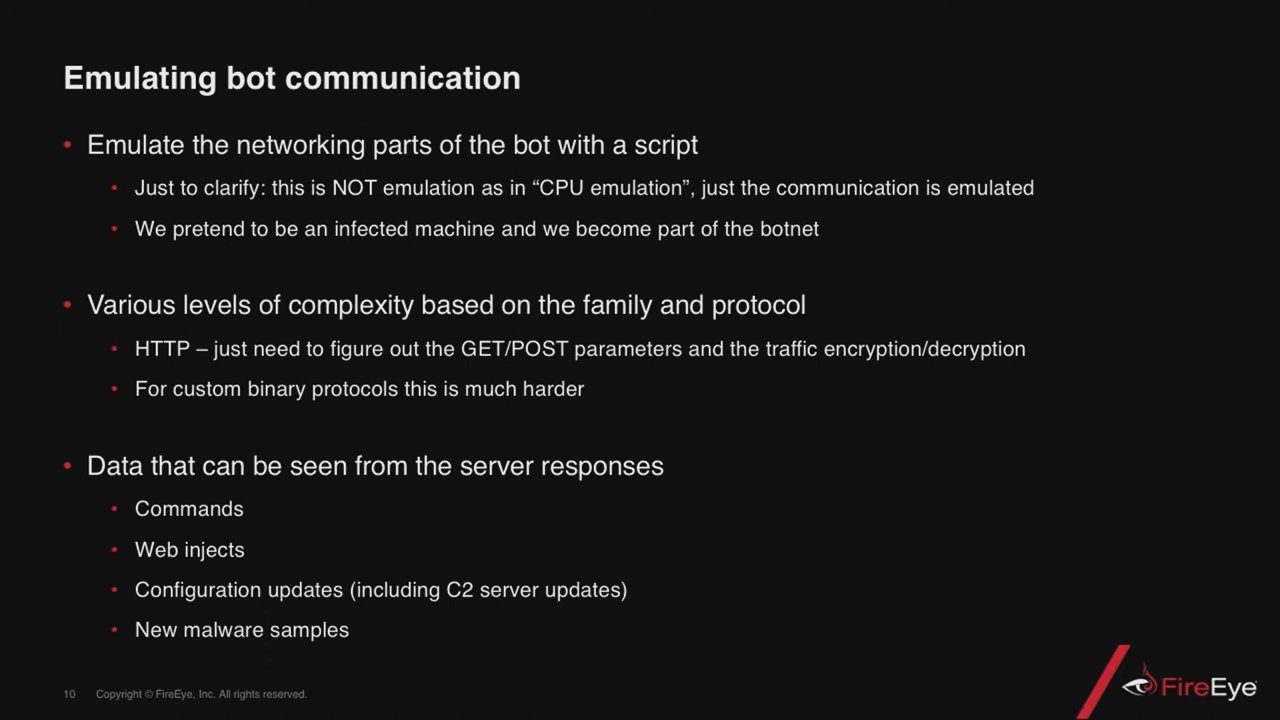 Emulating bot communication
• Emulate the networking parts of the bot with a script
• Just to clarify: this is NOT emulation as in “CPU emulation”, just the communication is emulated
• We pretend to be an infected machine and we become part of the botnet
• Various levels of complexity based on the family and protocol
• HTTP – just need to figure out the GET/POST parameters and the traffic encryption/decryption
• For custom binary protocols this is much harder
• Data that can be seen from the server responses
• Commands
• Web injects
• Configuration updates (including C2 server updates)
• New malware samples
10 Copyright © FireEye, Inc. All rights reserved.
FireEye